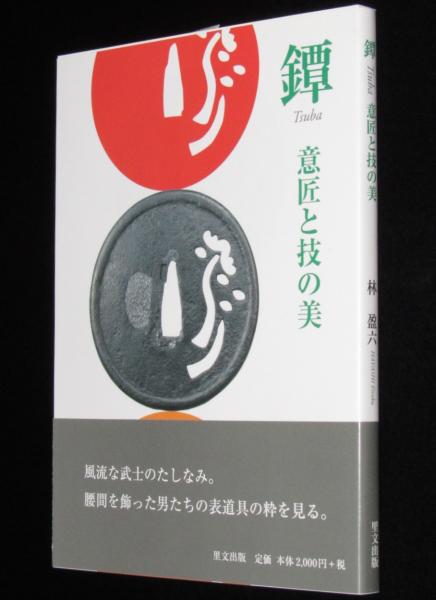 鐔
Tsuba
意匠と技の美
風流な武士のたしなみ。
腰間を飾った男たちの表道具の粋を見る。
里文出版 定価 本体2,000円+税
鐔 Tsuba 意匠と技の美
林 盈六
里文出版